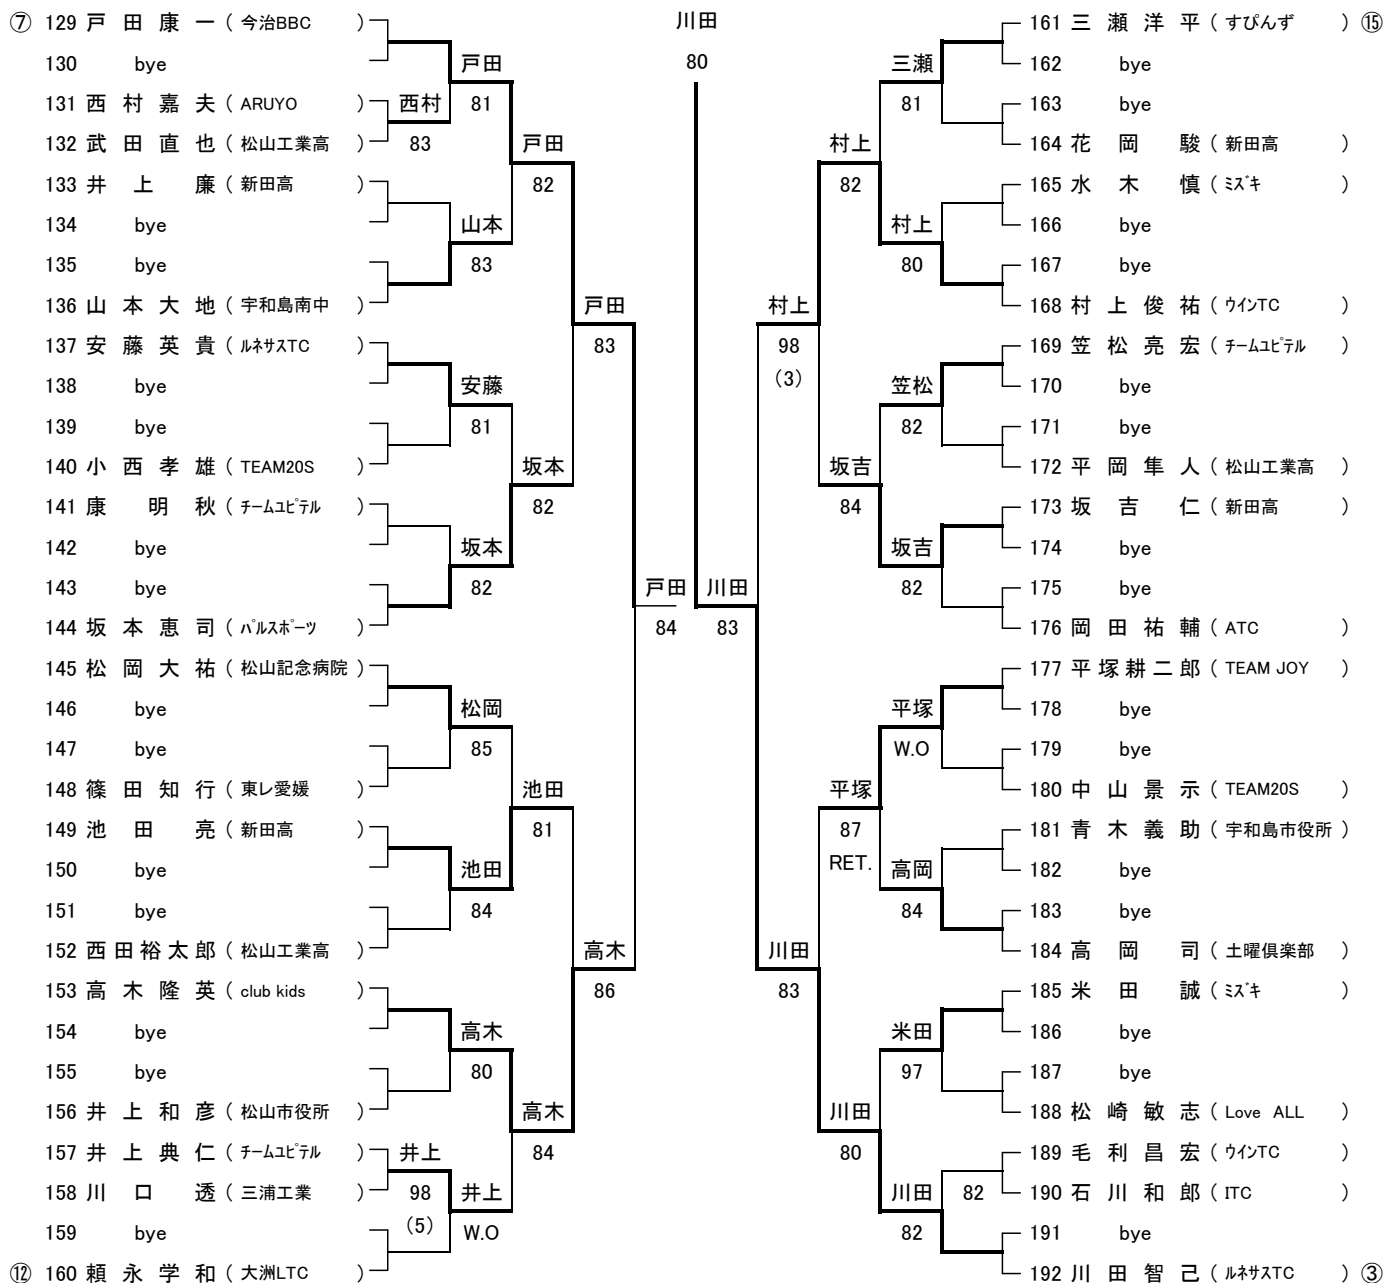 ⑦ 129 戸 田 康 一 ( 今治BBC )
130 bye
131 西 村 嘉 夫 ( ARUYO )
132 武 田 直 也 ( 松山工業高 )
133 井 上 廉 ( 新田高 )
134 bye
135 bye
136 山 本 大 地 ( 宇和島南中 )
137 安 藤 英 貴 ( ﾙﾈｻｽTC )
138 bye
139 bye
140 小 西 孝 雄 ( TEAM20S )
141 康 明 秋 ( ﾁｰﾑﾕﾋﾟﾃﾙ )
142 bye
143 bye
144 坂 本 恵 司 ( ﾊﾟﾙｽﾎﾟｰﾂ )
145 松 岡 大 祐 ( 松山記念病院 )
146 bye
147 bye
148 篠 田 知 行 ( 東レ愛媛 )
149 池 田 亮 ( 新田高 )
150 bye
151 bye
152 西 田 裕 太 郎 ( 松山工業高 )
153 高 木 隆 英 ( club kids )
154 bye
155 bye
156 井 上 和 彦 ( 松山市役所 )
157 井 上 典 仁 ( ﾁｰﾑﾕﾋﾟﾃﾙ )
158 川 口 透 ( 三浦工業 )
159 bye
⑫ 160 頼 永 学 和 ( 大洲LTC )
西村
83
井上
98
(5)
戸田
81
山本
83
安藤
81
坂本
82
松岡
85
池田
84
高木
80
井上
W.O
戸田
82
坂本
82
池田
81
高木
84
戸田
83
高木
86
戸田
84
川田
80
川田
83
村上
98
(3)
川田
83
村上
82
坂吉
84
平塚
87
RET.
川田
80
三瀬
81
村上
80
笠松
82
坂吉
82
平塚
W.O
高岡
84
米田
97
川田
82
82
161 三 瀬 洋 平 ( すぴんず ) ⑮
162 bye
163 bye
164 花 岡 駿 ( 新田高 )
165 水 木 慎 ( ﾐｽﾞｷ )
166 bye
167 bye
168 村 上 俊 祐 ( ｳｲﾝTC )
169 笠 松 亮 宏 ( ﾁｰﾑﾕﾋﾟﾃﾙ )
170 bye
171 bye
172 平 岡 隼 人 ( 松山工業高 )
173 坂 吉 仁 ( 新田高 )
174 bye
175 bye
176 岡 田 祐 輔 ( ATC )
177 平 塚 耕 二 郎 ( TEAM JOY )
178 bye
179 bye
180 中 山 景 示 ( TEAM20S )
181 青 木 義 助 ( 宇和島市役所 )
182 bye
183 bye
184 高 岡 司 ( 土曜倶楽部 )
185 米 田 誠 ( ﾐｽﾞｷ )
186 bye
187 bye
188 松 崎 敏 志 ( Love ALL )
189 毛 利 昌 宏 ( ｳｲﾝTC )
190 石 川 和 郎 ( ITC )
191 bye
192 川 田 智 己 ( ﾙﾈｻｽTC ) ③